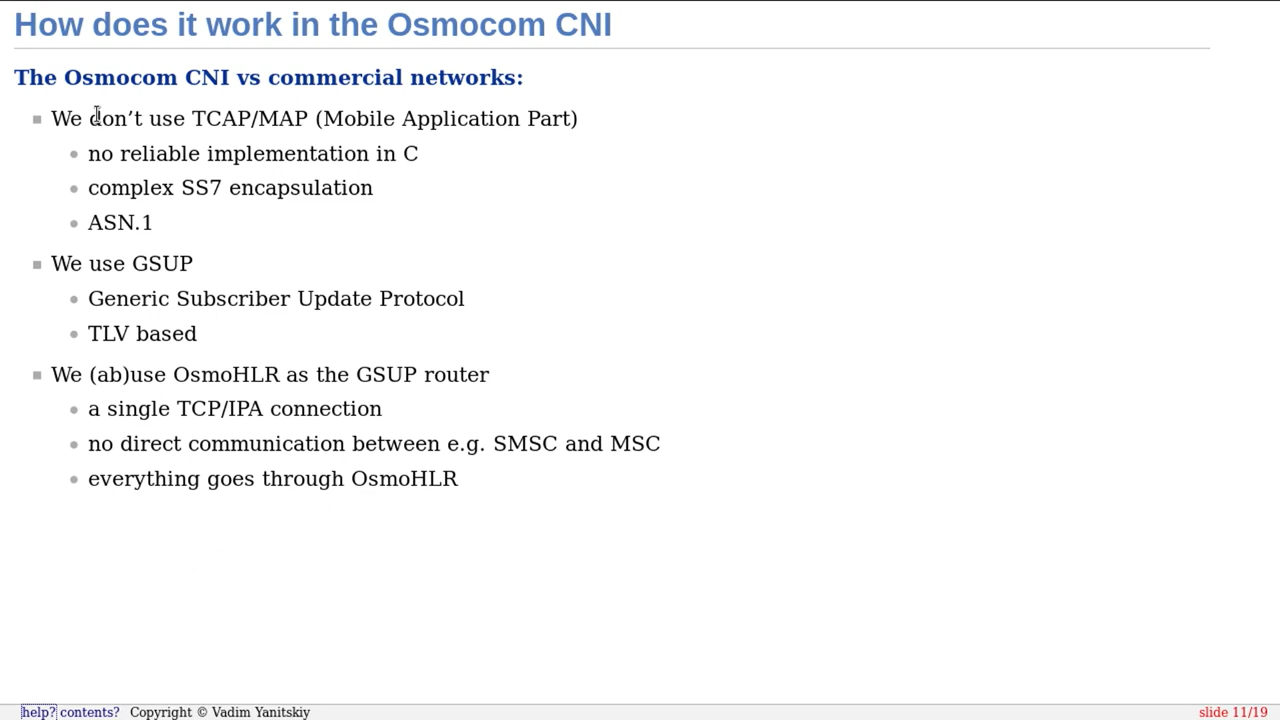 How does it work in the Osmocom CNI
The Osmocom CNI vs commercial networks:
We don’t use TCAP/MAP (Mobile Application Part)
no reliable implementation in C
complex SS7 encapsulation
ASN.1
We use GSUP
Generic Subscriber Update Protocol
TLV based
We (ab)use OsmoHLR as the GSUP router
a single TCP/IPA connection
no direct communication between e.g. SMSC and MSC
everything goes through OsmoHLR
help? contents? Copyright © Vadim Yanitskiy slide 11/19